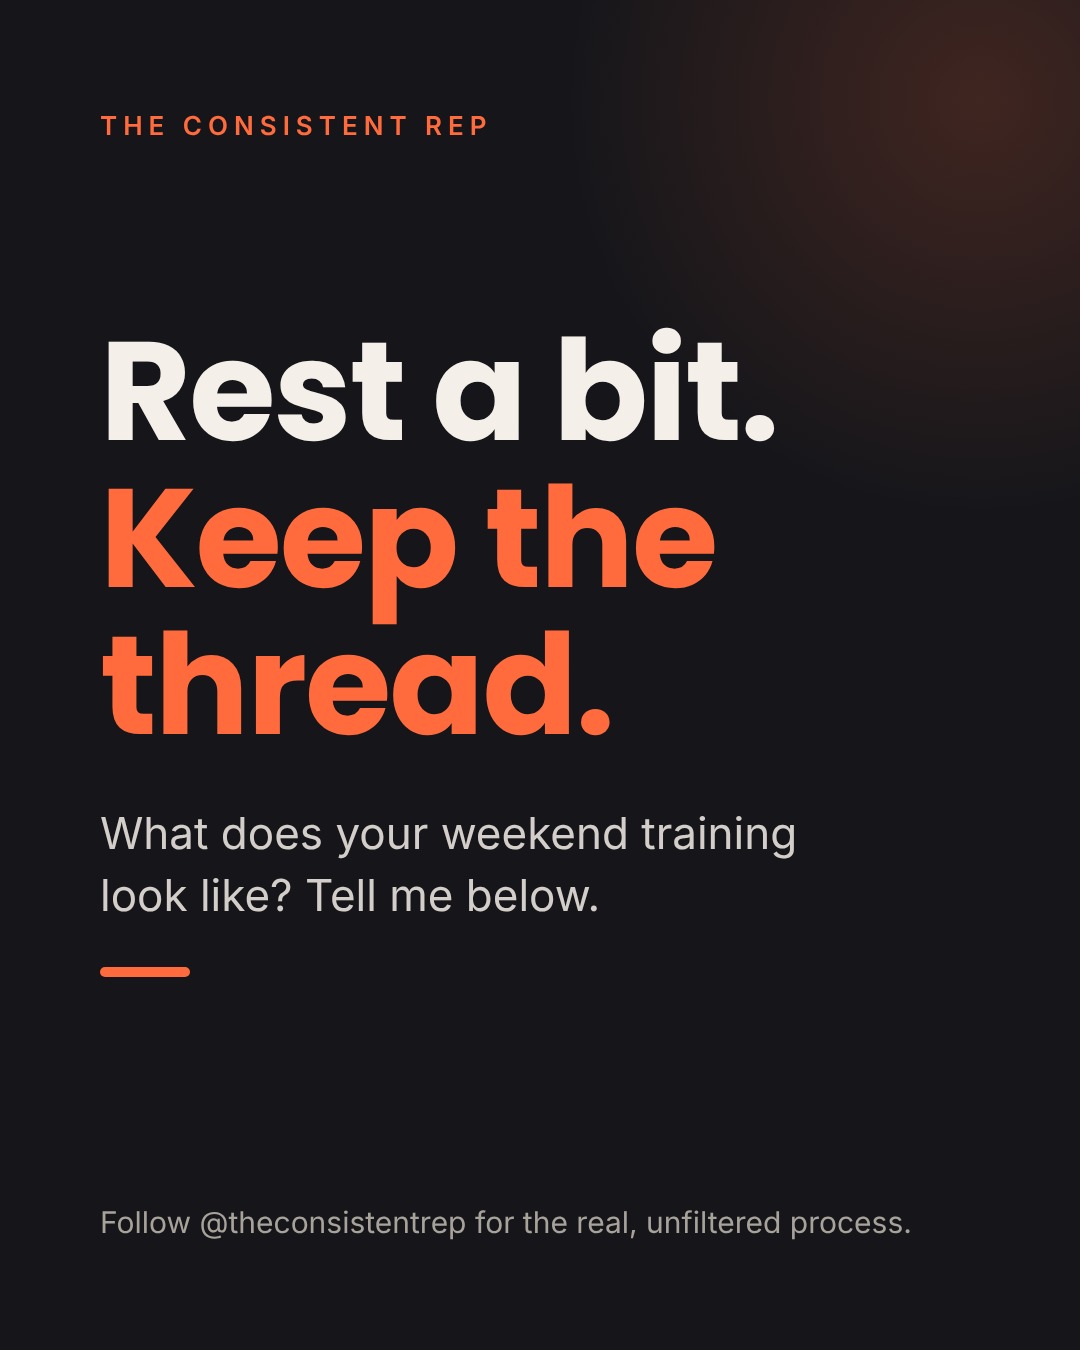 THE CONSISTENT REP
Rest a bit.
Keep the
thread.
What does your weekend training
look like? Tell me below.
Follow @theconsistentrep for the real, unfiltered process.